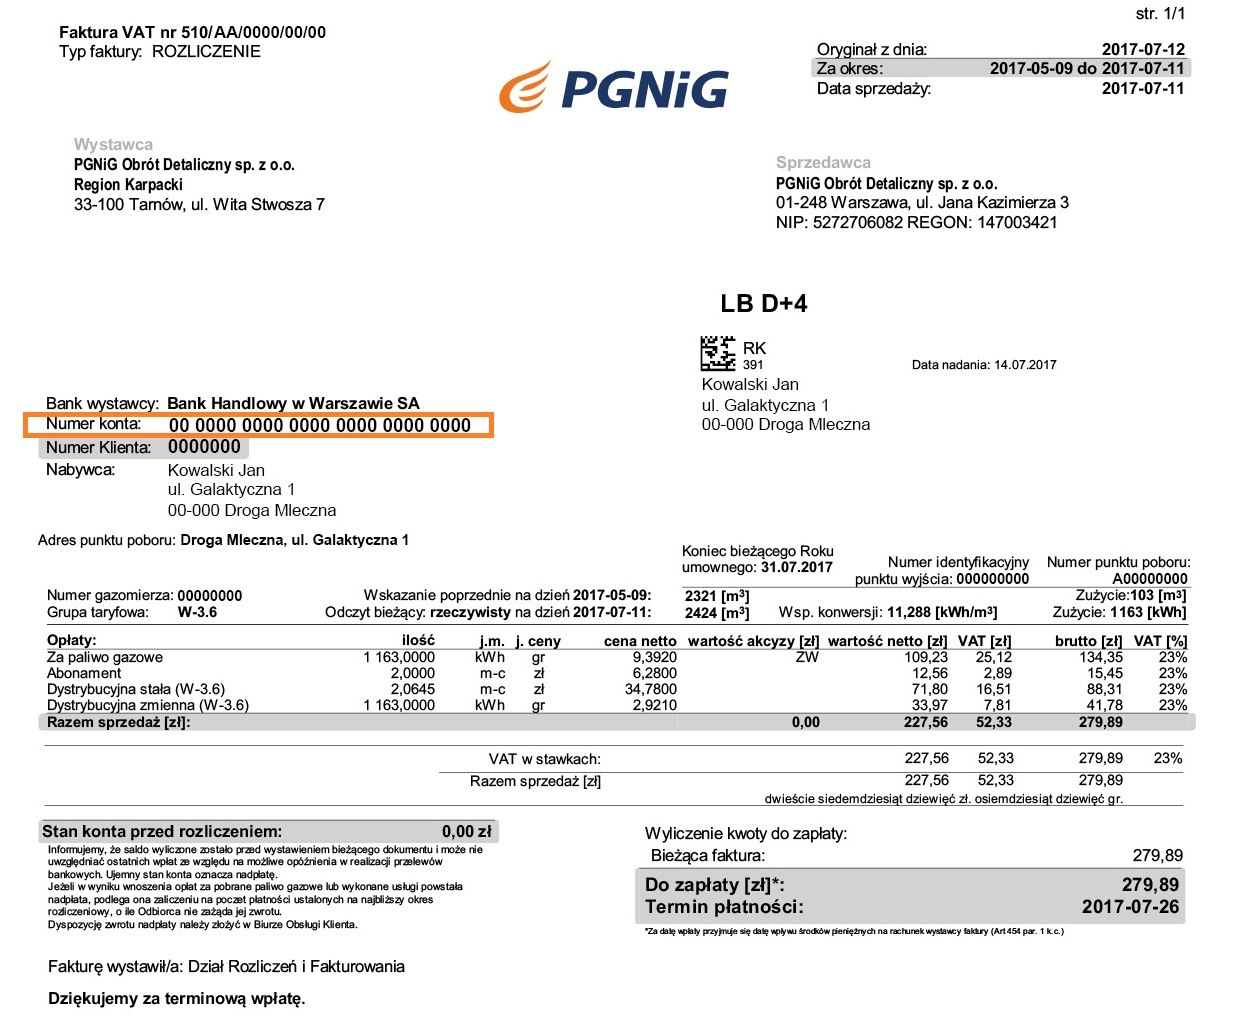 str. 1/1
Faktura VAT nr 510/AA/0000/00/00
Typ faktury: ROZLICZENIE
Oryginał z dnia: 2017-07-12
Za okres: 2017-05-09 do 2017-07-11
Data sprzedaży: 2017-07-11
PGNiG
Wystawca
PGNiG Obrót Detaliczny sp. z o.o.
Region Karpacki
33-100 Tarnów, ul. Wita Stwosza 7
Sprzedawca
PGNiG Obrót Detaliczny sp. z o.o.
01-248 Warszawa, ul. Jana Kazimierza 3
NIP: 5272706082 REGON: 147003421
LB D+4
RK
391
Data nadania: 14.07.2017
Kowalski Jan
ul. Galaktyczna 1
00-000 Droga Mleczna
Bank wystawcy: Bank Handlowy w Warszawie SA
Numer konta: 00 0000 0000 0000 0000 0000 0000
Numer Klienta: 0000000
Nabywca: Kowalski Jan
ul. Galaktyczna 1
00-000 Droga Mleczna
Adres punktu poboru: Droga Mleczna, ul. Galaktyczna 1
Koniec bieżącego Roku
umownego: 31.07.2017
Numer identyfikacyjny
punktu wyjścia: 000000000
Numer punktu poboru:
A00000000
Numer gazomierza: 00000000 Wskazanie poprzednie na dzień 2017-05-09: 2321 [m³] Zużycie:103 [m³]
Grupa taryfowa: W-3.6 Odczyt bieżący: rzeczywisty na dzień 2017-07-11: 2424 [m³] Wsp. konwersji: 11,288 [kWh/m³] Zużycie: 1163 [kWh]
Opłaty: ilość j.m. j. ceny cena netto wartość akcyzy [zł] wartość netto [zł] VAT [zł] brutto [zł] VAT [%]
Za paliwo gazowe 1 163,0000 kWh gr 9,3920 ZW 109,23 25,12 134,35 23%
Abonament 2,0000 m-c zł 6,2800 12,56 2,89 15,45 23%
Dystrybucyjna stała (W-3.6) 2,0645 m-c zł 34,7800 71,80 16,51 88,31 23%
Dystrybucyjna zmienna (W-3.6) 1 163,0000 kWh gr 2,9210 33,97 7,81 41,78 23%
Razem sprzedaż [zł]: 0,00 227,56 52,33 279,89
VAT w stawkach: 227,56 52,33 279,89 23%
Razem sprzedaż [zł] 227,56 52,33 279,89
dwieście siedemdziesiąt dziewięć zł. osiemdziesiąt dziewięć gr.
Stan konta przed rozliczeniem: 0,00 zł
Informujemy, że saldo wyliczone zostało przed wystawieniem bieżącego dokumentu i może nie
uwzględniać ostatnich wpłat ze względu na możliwe opóźnienia w realizacji przelewów
bankowych. Ujemny stan konta oznacza nadpłatę.
Jeżeli w wyniku wnoszenia opłat za pobrane paliwo gazowe lub wykonane usługi powstała
nadpłata, podlega ona zaliczeniu na poczet płatności ustalonych na najbliższy okres
rozliczeniowy, o ile Odbiorca nie zażąda jej zwrotu.
Dyspozycję zwrotu nadpłaty należy złożyć w Biurze Obsługi Klienta.
Wyliczenie kwoty do zapłaty:
Bieżąca faktura: 279,89
Do zapłaty [zł]*: 279,89
Termin płatności: 2017-07-26
*Za datę wpłaty przyjmuje się datę wpływu środków pieniężnych na rachunek wystawcy faktury (Art 454 par. 1 k.c.)
Fakturę wystawił/a: Dział Rozliczeń i Fakturowania
Dziękujemy za terminową wpłatę.